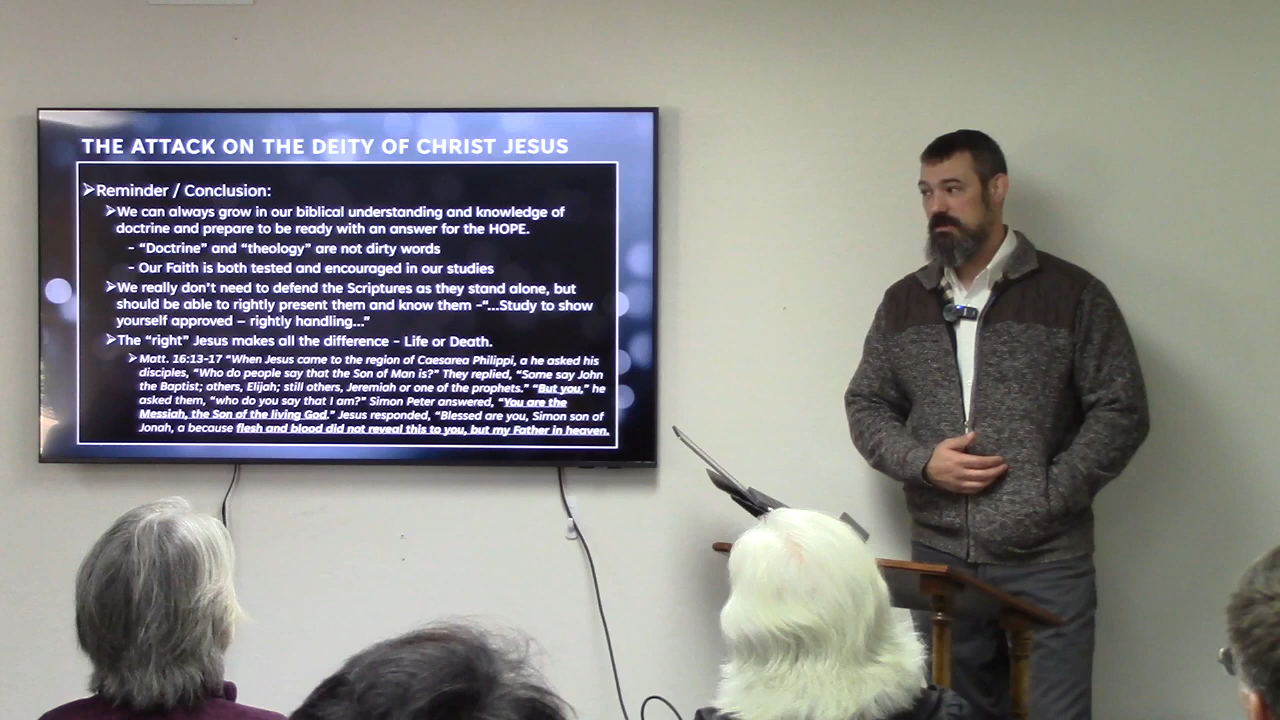 THE ATTACK ON THE DEITY OF CHRIST JESUS
➤Reminder / Conclusion:
➤We can always grow in our biblical understanding and knowledge of
doctrine and prepare to be ready with an answer for the HOPE.
– “Doctrine” and “theology” are not dirty words
– Our Faith is both tested and encouraged in our studies
➤We really don’t need to defend the Scriptures as they stand alone, but
should be able to rightly present them and know them –“...Study to show
yourself approved – rightly handling...”
➤The “right” Jesus makes all the difference – Life or Death.
➤Matt. 16:13-17 “When Jesus came to the region of Caesarea Philippi, a he asked his
disciples, “Who do people say that the Son of Man is?” They replied, “Some say John
the Baptist; others, Elijah; still others, Jeremiah or one of the prophets.” “But you,” he
asked them, “who do you say that I am?” Simon Peter answered, “You are the
Messiah, the Son of the living God.” Jesus responded, “Blessed are you, Simon son of
Jonah, a because flesh and blood did not reveal this to you, but my Father in heaven.